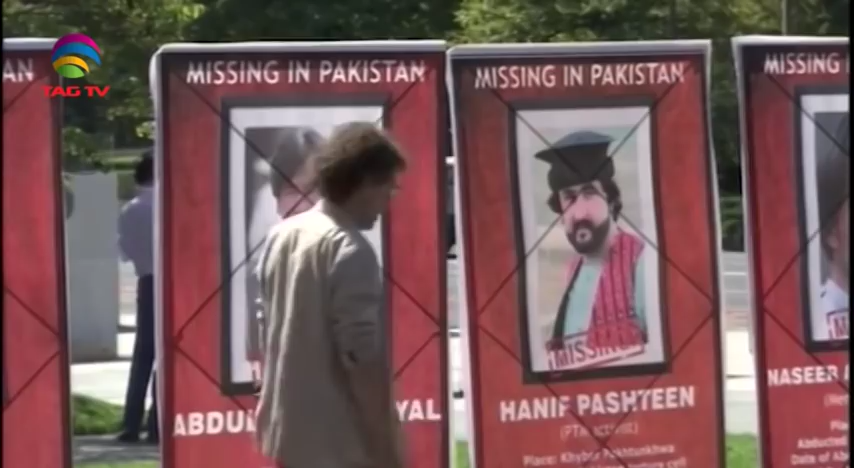 TAG TV
AN
MISSING IN PAKISTAN
ABDUL YAL
MISSING IN PAKISTAN
MISSING
HANIF PASHTEEN
(PTM activist)
Place: Khyber Pakhtunkhwa
MISSING
NASEER A
Place:
Abducted
Date of Ab